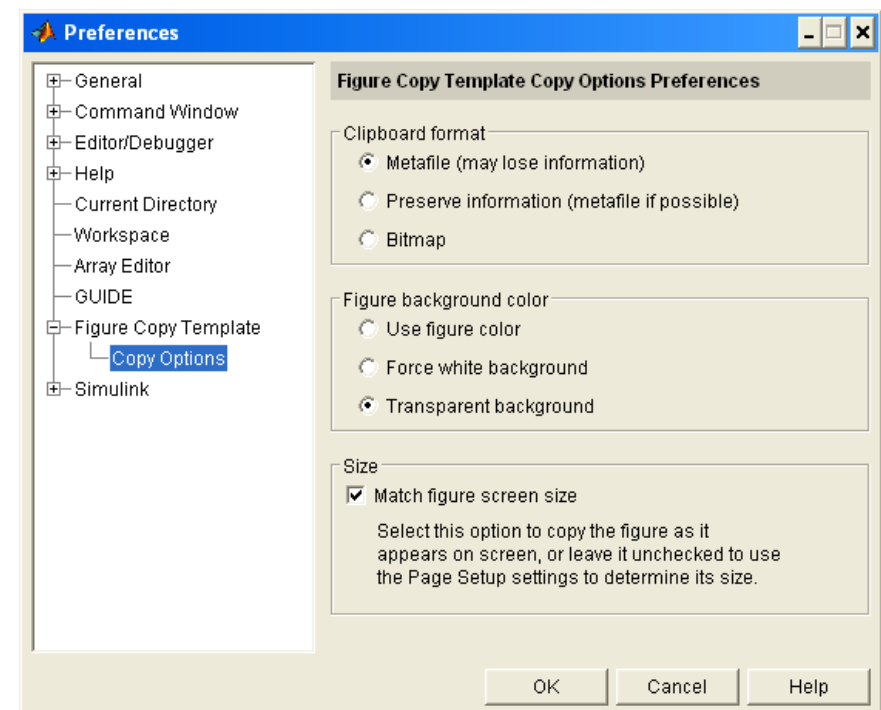 Preferences
General
Command Window
Editor/Debugger
Help
Current Directory
Workspace
Array Editor
GUIDE
Figure Copy Template
Copy Options
Simulink
Figure Copy Template Copy Options Preferences
Clipboard format
Metafile (may lose information)
Preserve information (metafile if possible)
Bitmap
Figure background color
Use figure color
Force white background
Transparent background
Size
Match figure screen size
Select this option to copy the figure as it
appears on screen, or leave it unchecked to use
the Page Setup settings to determine its size.
OK
Cancel
Help